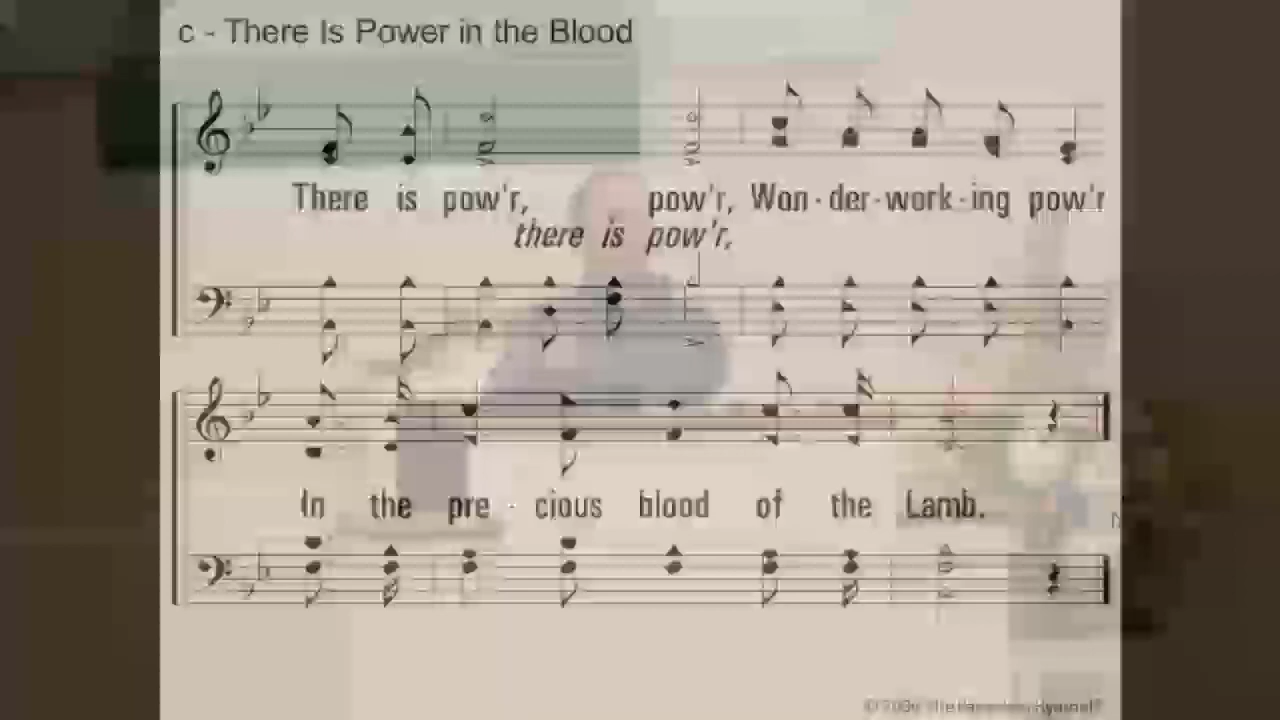 c - There Is Power in the Blood
There is pow'r, pow'r, Won-der-work-ing pow'r
there is pow'r,
In the pre-cious blood of the Lamb.